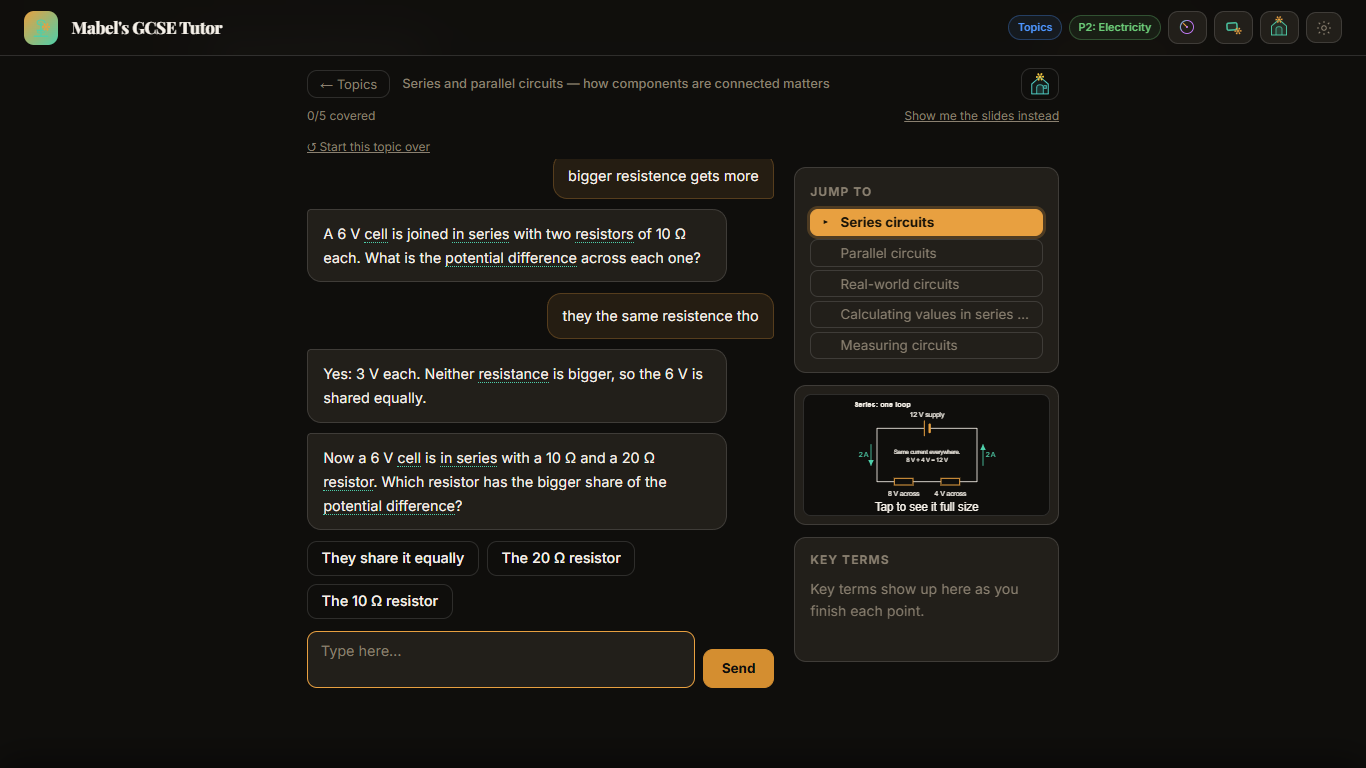 Mabel's GCSE Tutor
Topics
P2: Electricity
← Topics
Series and parallel circuits — how components are connected matters
0/5 covered
Show me the slides instead
↺ Start this topic over
bigger resistence gets more
A 6 V cell is joined in series with two resistors of 10 Ω
each. What is the potential difference across each one?
they the same resistence tho
Yes: 3 V each. Neither resistance is bigger, so the 6 V is
shared equally.
Now a 6 V cell is in series with a 10 Ω and a 20 Ω
resistor. Which resistor has the bigger share of the
potential difference?
They share it equally
The 20 Ω resistor
The 10 Ω resistor
Type here...
Send
JUMP TO
▸ Series circuits
Parallel circuits
Real-world circuits
Calculating values in series ...
Measuring circuits
Series: one loop
12 V supply
2A
Same current everywhere.
8 V + 4 V = 12 V
2A
8 V across
4 V across
Tap to see it full size
KEY TERMS
Key terms show up here as you
finish each point.